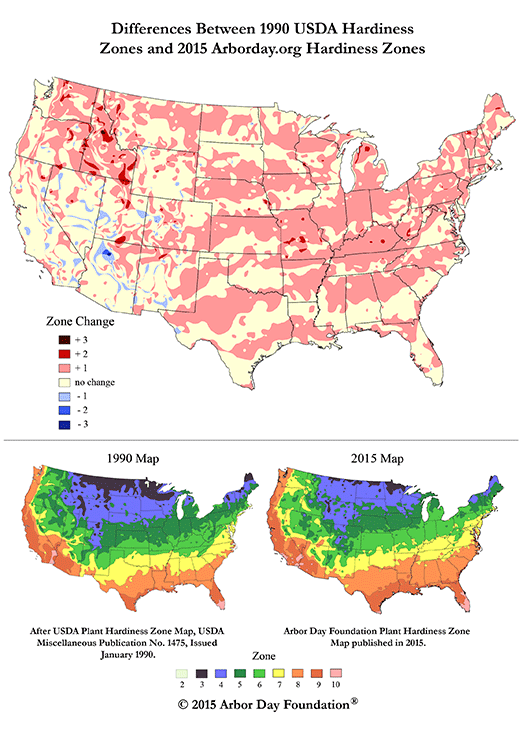 Differences Between 1990 USDA Hardiness
Zones and 2015 Arborday.org Hardiness Zones
Zone Change
+ 3
+ 2
+ 1
no change
- 1
- 2
- 3
1990 Map
2015 Map
After USDA Plant Hardiness Zone Map, USDA
Miscellaneous Publication No. 1475, Issued
January 1990.
Arbor Day Foundation Plant Hardiness Zone
Map published in 2015.
Zone
2 3 4 5 6 7 8 9 10
© 2015 Arbor Day Foundation®